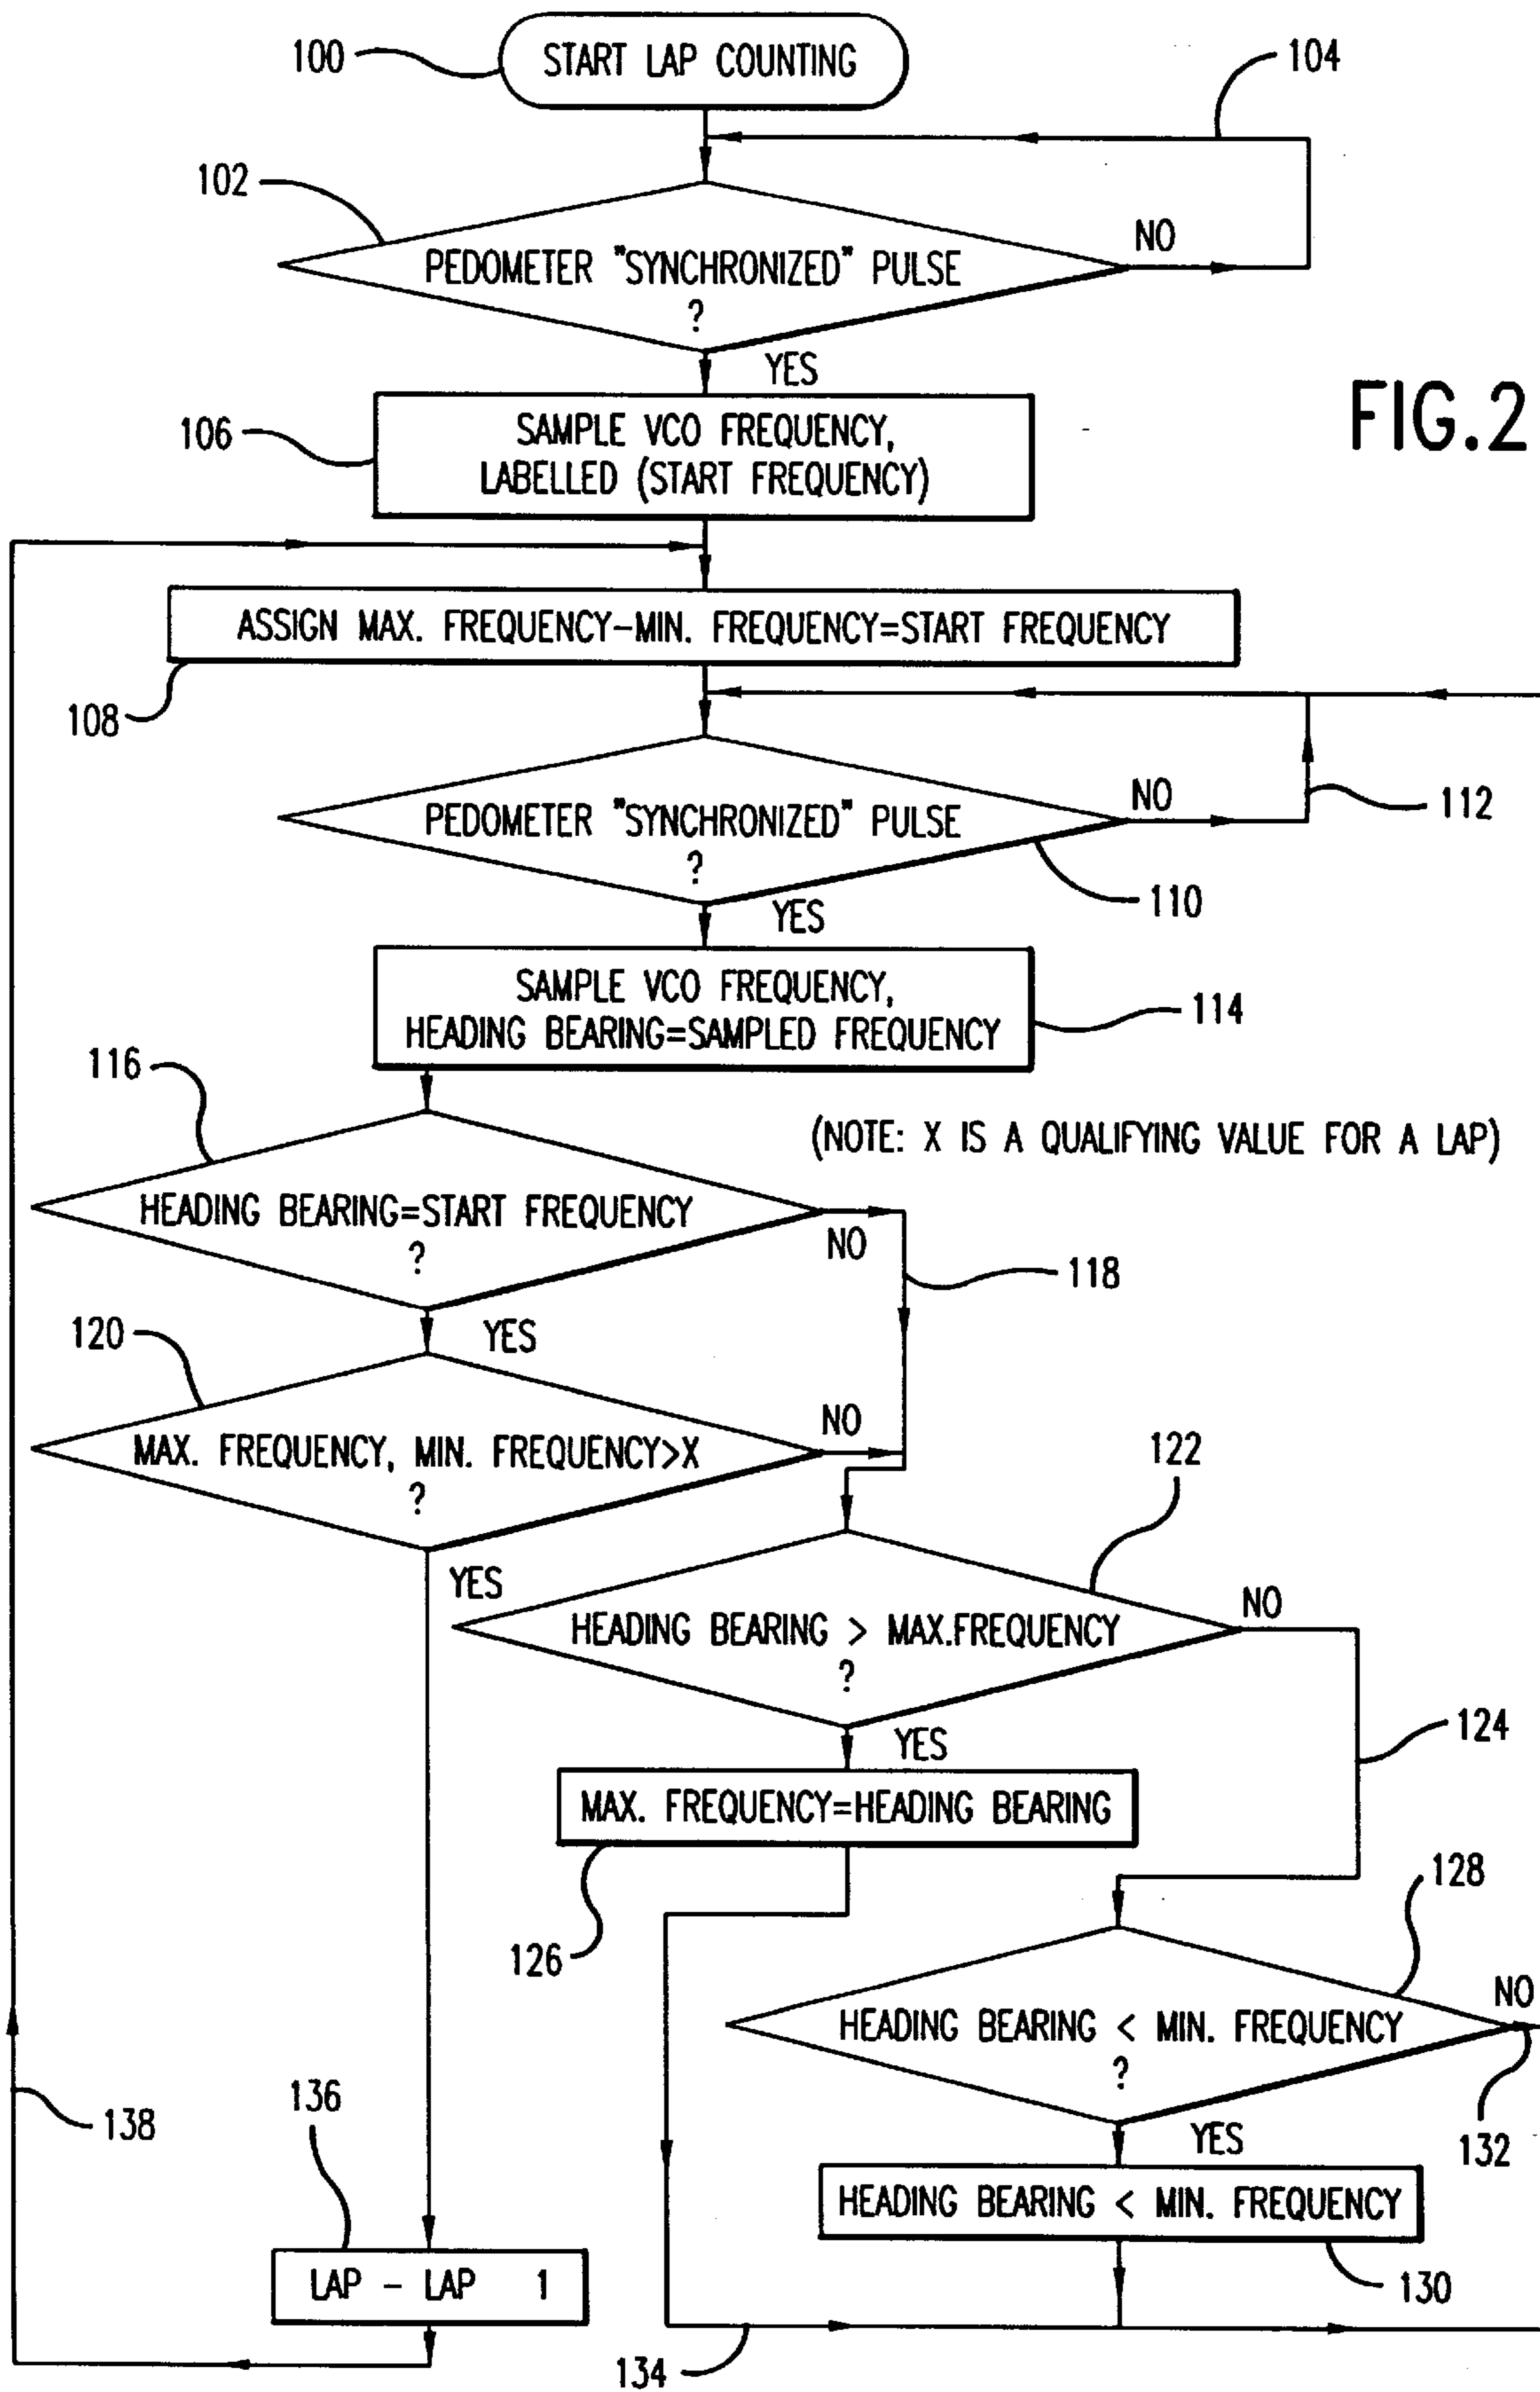 100
START LAP COUNTING
104
102
PEDOMETER "SYNCHRONIZED" PULSE
?
NO
YES
FIG.2
106
SAMPLE VCO FREQUENCY,
LABELLED (START FREQUENCY)
ASSIGN MAX. FREQUENCY-MIN. FREQUENCY=START FREQUENCY
108
PEDOMETER "SYNCHRONIZED" PULSE
?
NO
112
110
YES
SAMPLE VCO FREQUENCY,
HEADING BEARING=SAMPLED FREQUENCY
114
116
(NOTE: X IS A QUALIFYING VALUE FOR A LAP)
HEADING BEARING=START FREQUENCY
?
NO
118
YES
120
MAX. FREQUENCY, MIN. FREQUENCY>X
?
NO
122
YES
HEADING BEARING > MAX.FREQUENCY
?
NO
124
YES
MAX. FREQUENCY=HEADING BEARING
126
128
HEADING BEARING < MIN. FREQUENCY
?
NO
132
YES
HEADING BEARING < MIN. FREQUENCY
130
136
138
LAP - LAP 1
134